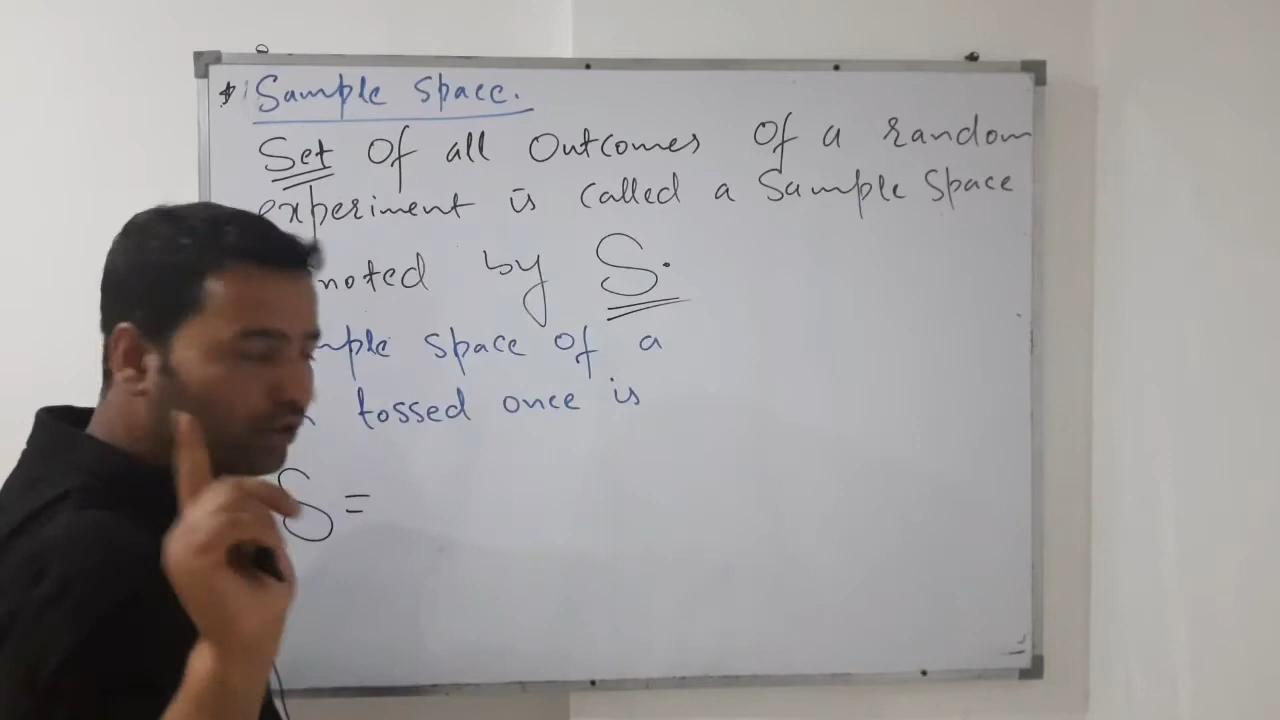 Sample Space.
Set of all outcomes of a random
experiment is called a Sample Space
noted by S.
mple space of a
tossed once is
S =